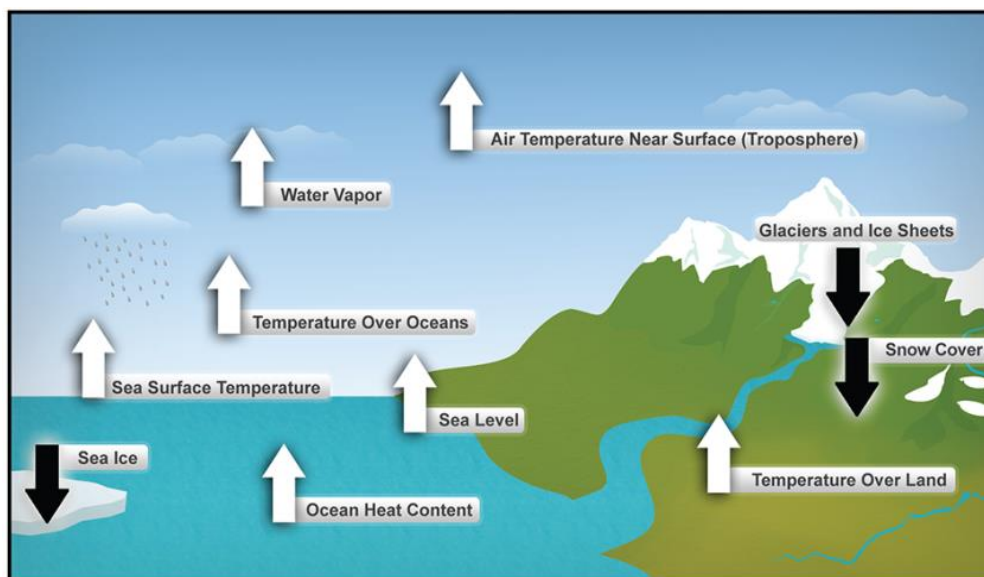 Air Temperature Near Surface (Troposphere)
Water Vapor
Glaciers and Ice Sheets
Temperature Over Oceans
Snow Cover
Sea Surface Temperature
Sea Level
Sea Ice
Temperature Over Land
Ocean Heat Content